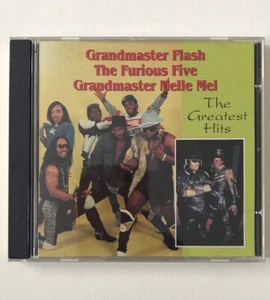 Grandmaster Flash
The Furious Five
Grandmaster Melle Mel
The
Greatest
Hits